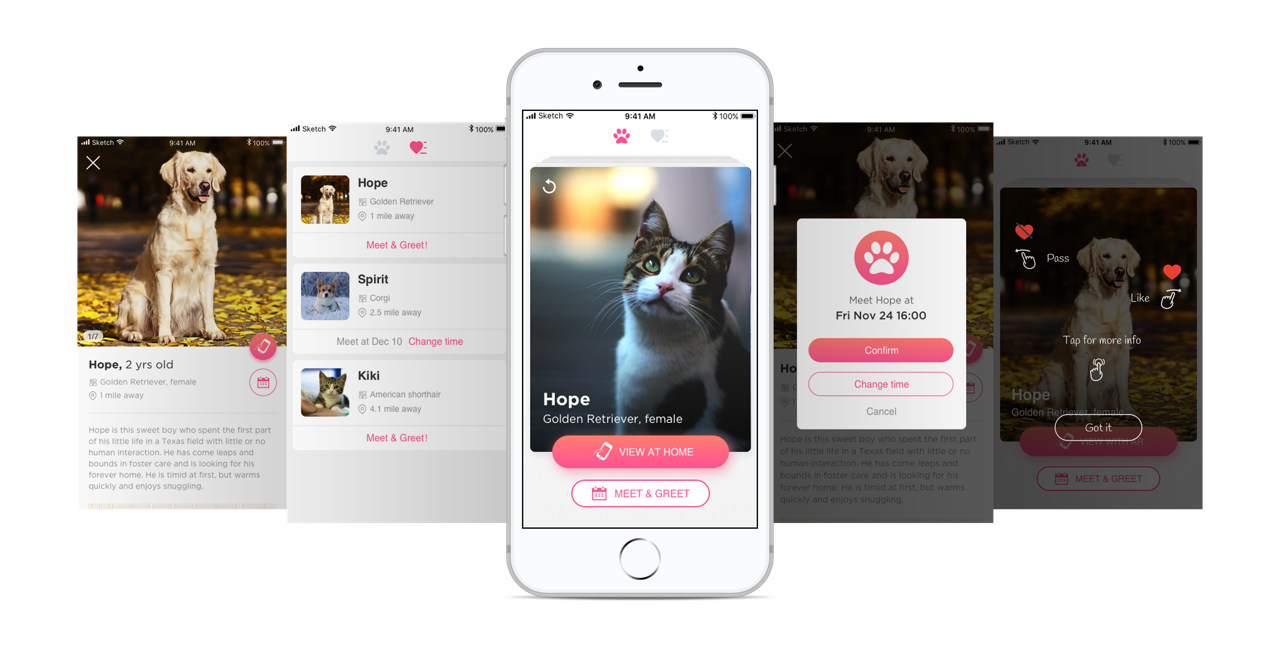 Sketch 9:41 AM 100%
1/7
Hope, 2 yrs old
Golden Retriever, female
1 mile away
Hope is this sweet boy who spent the first part
of his little life in a Texas field with little or no
human interaction. He has come leaps and
bounds in foster care and is looking for his
forever home. He is timid at first, but warms
quickly and enjoys snuggling.
Sketch 9:41 AM 100%
Hope
Golden Retriever
1 mile away
Meet & Greet!
Spirit
Corgi
2.5 mile away
Meet at Dec 10 Change time
Kiki
American shorthair
4.1 mile away
Meet & Greet!
Sketch 9:41 AM 100%
Hope
Golden Retriever, female
VIEW AT HOME
MEET & GREET
Sketch 9:41 AM 100%
Meet Hope at
Fri Nov 24 16:00
Confirm
Change time
Cancel
Ho
G
1
Hope is this sweet boy who spent the first part
of his little life in a Texas field with little or no
human interaction. He has come leaps and
bounds in foster care and is looking for his
forever home. He is timid at first, but warms
quickly and enjoys snuggling.
Sketch 9:41 AM 100%
Pass
Like
Tap for more info
Hope
Golden Retriever, female
Got it
VIEW WITH AR
MEET & GREET